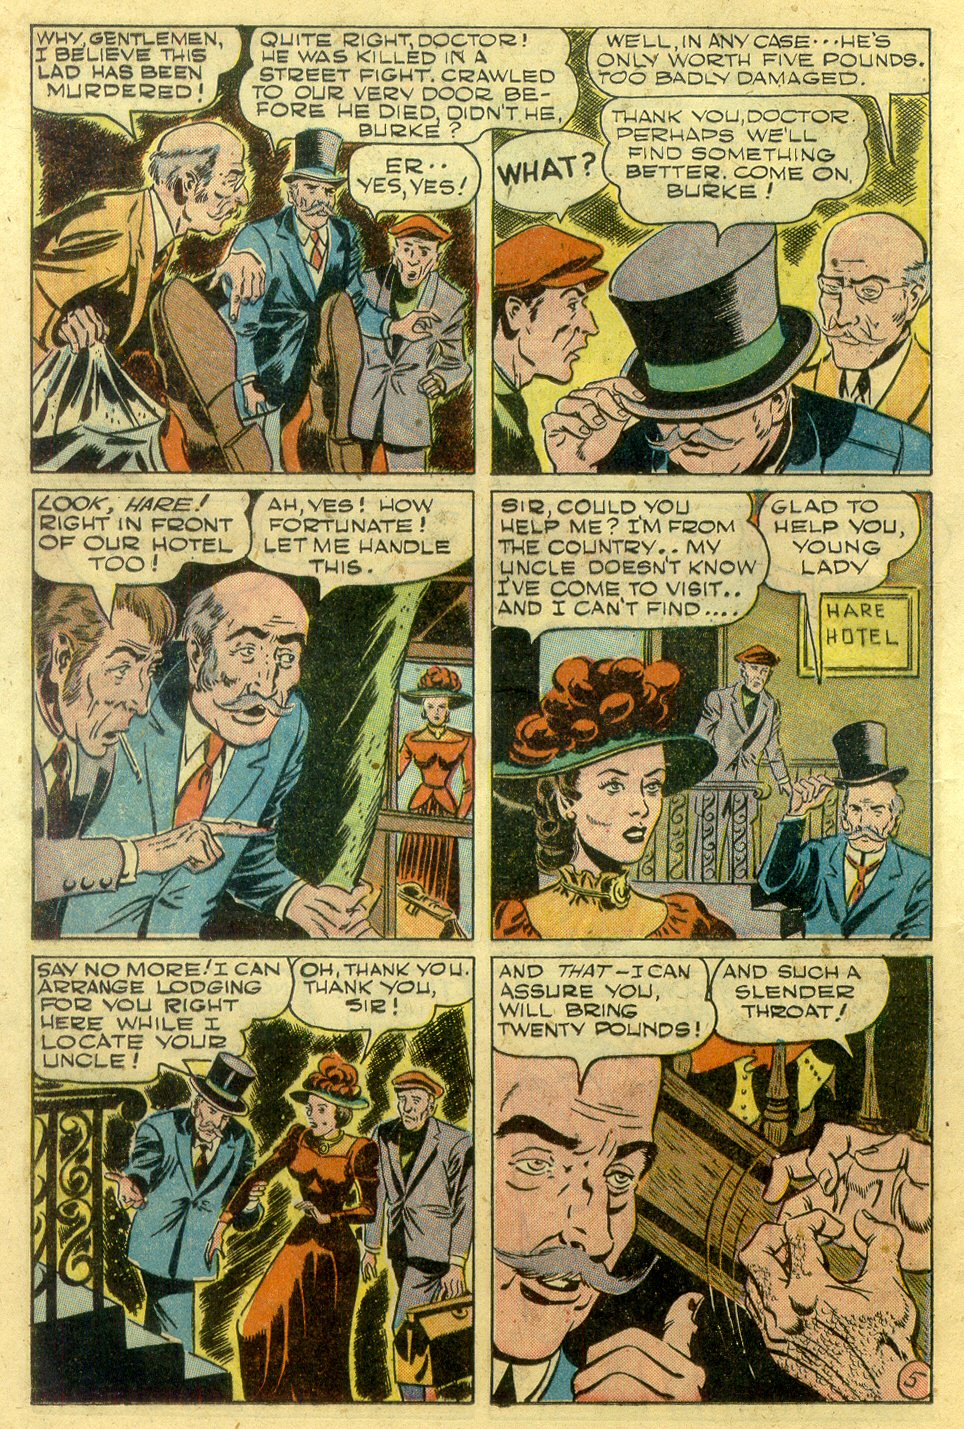 WHY, GENTLEMEN,
I BELIEVE THIS
LAD HAS BEEN
MURDERED!
QUITE RIGHT, DOCTOR!
HE WAS KILLED IN A
STREET FIGHT. CRAWLED
TO OUR VERY DOOR BE-
FORE HE DIED, DIDN'T HE,
BURKE?
ER..
YES, YES!
WELL, IN ANY CASE...HE'S
ONLY WORTH FIVE POUNDS.
TOO BADLY DAMAGED.
WHAT?
THANK YOU, DOCTOR.
PERHAPS WE'LL
FIND SOMETHING
BETTER. COME ON,
BURKE!
LOOK, HARE!
RIGHT IN FRONT
OF OUR HOTEL
TOO!
AH, YES! HOW
FORTUNATE!
LET ME HANDLE
THIS.
SIR, COULD YOU
HELP ME? I'M FROM
THE COUNTRY.. MY
UNCLE DOESN'T KNOW
I'VE COME TO VISIT..
AND I CAN'T FIND....
GLAD TO
HELP YOU,
YOUNG
LADY
HARE
HOTEL
SAY NO MORE! I CAN
ARRANGE LODGING
FOR YOU RIGHT
HERE WHILE I
LOCATE YOUR
UNCLE!
OH, THANK YOU.
THANK YOU,
SIR!
AND THAT-I CAN
ASSURE YOU,
WILL BRING
TWENTY POUNDS!
AND SUCH A
SLENDER
THROAT!
5